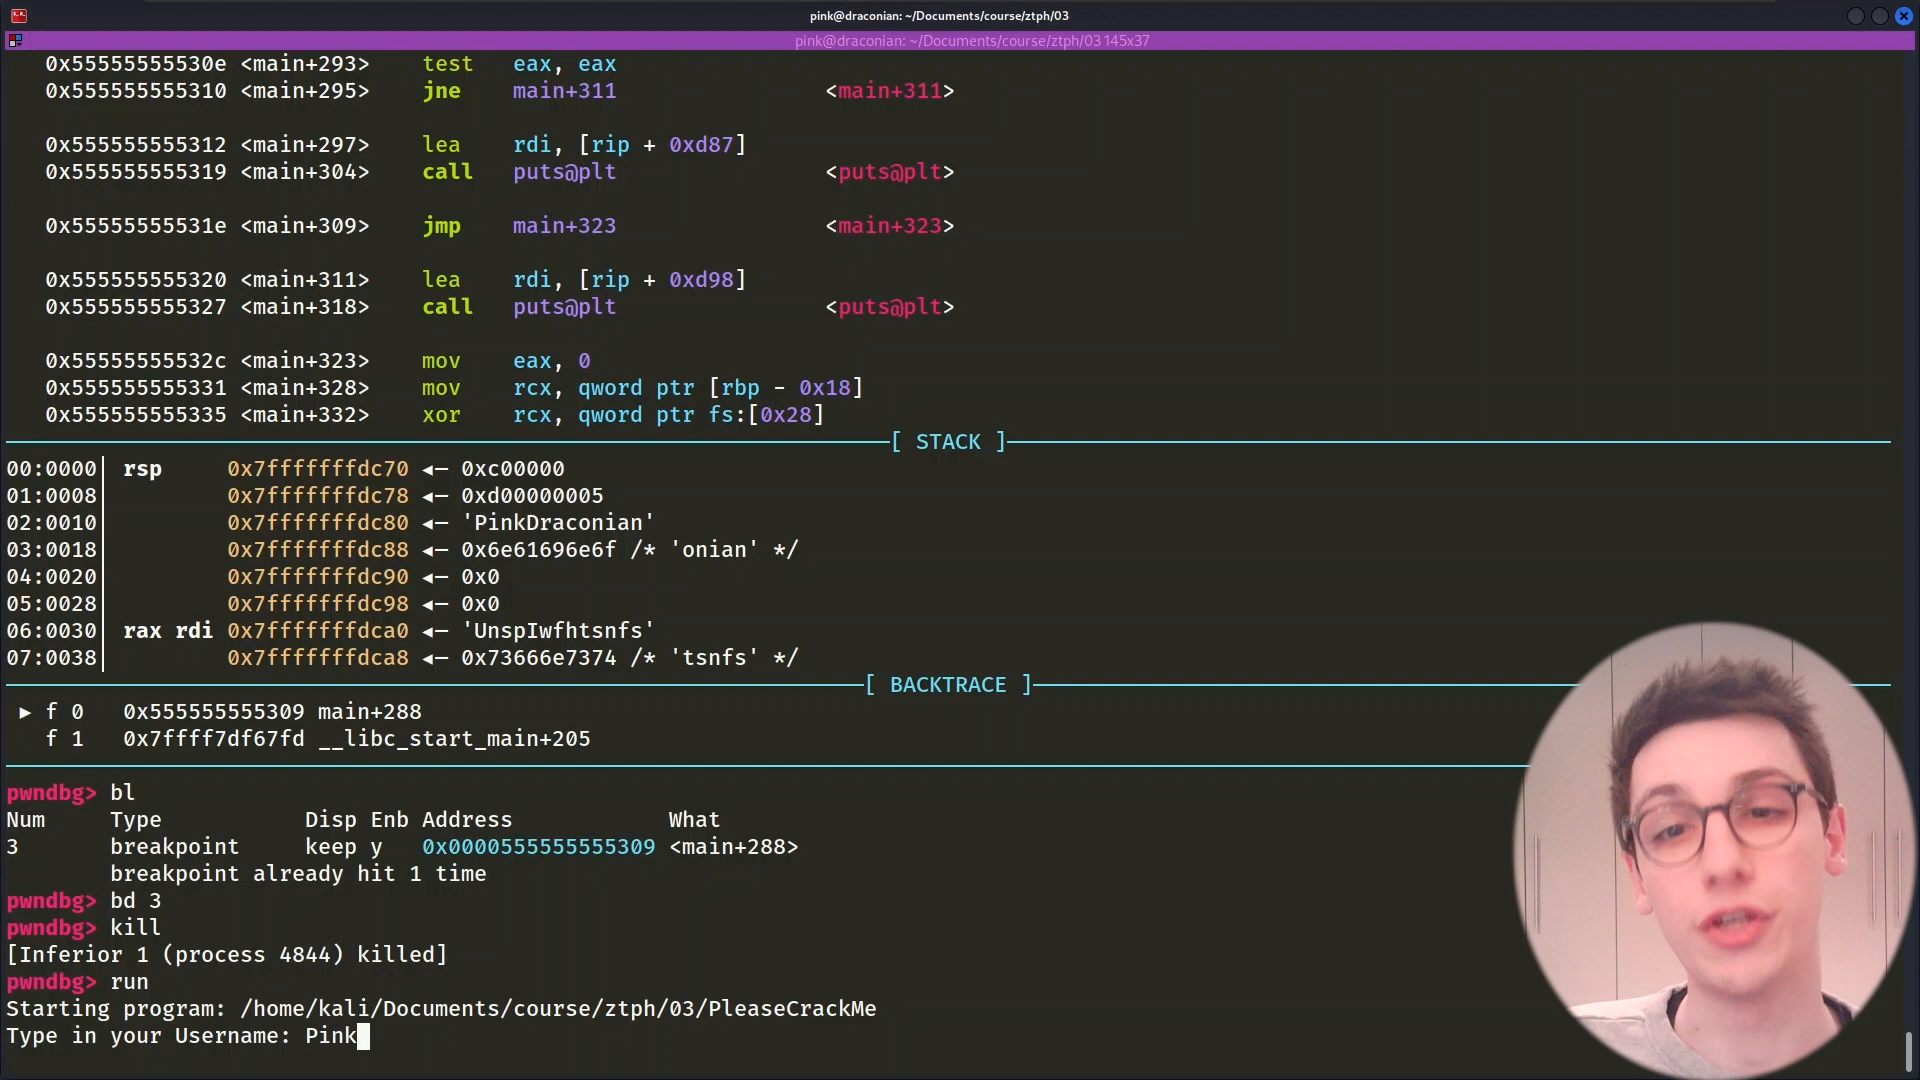 pink@draconian: ~/Documents/course/ztph/03
pink@draconian: ~/Documents/course/ztph/03 145x37
0x55555555530e <main+293> test eax, eax
0x555555555310 <main+295> jne main+311 <main+311>
0x555555555312 <main+297> lea rdi, [rip + 0xd87]
0x555555555319 <main+304> call puts@plt <puts@plt>
0x55555555531e <main+309> jmp main+323 <main+323>
0x555555555320 <main+311> lea rdi, [rip + 0xd98]
0x555555555327 <main+318> call puts@plt <puts@plt>
0x55555555532c <main+323> mov eax, 0
0x555555555331 <main+328> mov rcx, qword ptr [rbp - 0x18]
0x555555555335 <main+332> xor rcx, qword ptr fs:[0x28]
[ STACK ]
00:0000│ rsp 0x7fffffffdc70 ◂— 0xc00000
01:0008│ 0x7fffffffdc78 ◂— 0xd00000005
02:0010│ 0x7fffffffdc80 ◂— 'PinkDraconian'
03:0018│ 0x7fffffffdc88 ◂— 0x6e61696e6f /* 'onian' */
04:0020│ 0x7fffffffdc90 ◂— 0x0
05:0028│ 0x7fffffffdc98 ◂— 0x0
06:0030│ rax rdi 0x7fffffffdca0 ◂— 'UnspIwfhtsnfs'
07:0038│ 0x7fffffffdca8 ◂— 0x73666e7374 /* 'tsnfs' */
[ BACKTRACE ]
► f 0 0x555555555309 main+288
f 1 0x7ffff7df67fd __libc_start_main+205
pwndbg> bl
Num Type Disp Enb Address What
3 breakpoint keep y 0x0000555555555309 <main+288>
breakpoint already hit 1 time
pwndbg> bd 3
pwndbg> kill
[Inferior 1 (process 4844) killed]
pwndbg> run
Starting program: /home/kali/Documents/course/ztph/03/PleaseCrackMe
Type in your Username: Pink